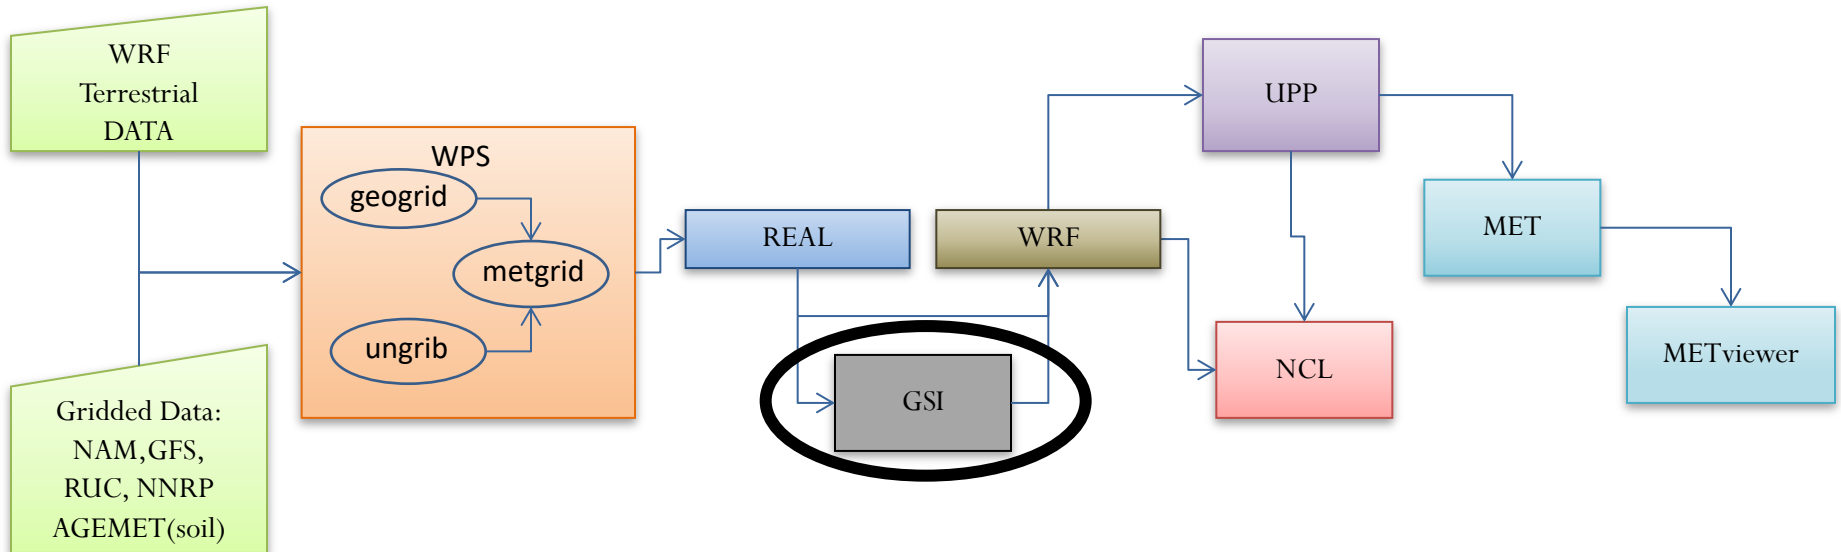 WRF
Terrestrial
DATA
Gridded Data:
NAM,GFS,
RUC, NNRP
AGEMET(soil)
WPS
geogrid
metgrid
ungrib
REAL
GSI
WRF
UPP
NCL
MET
METviewer